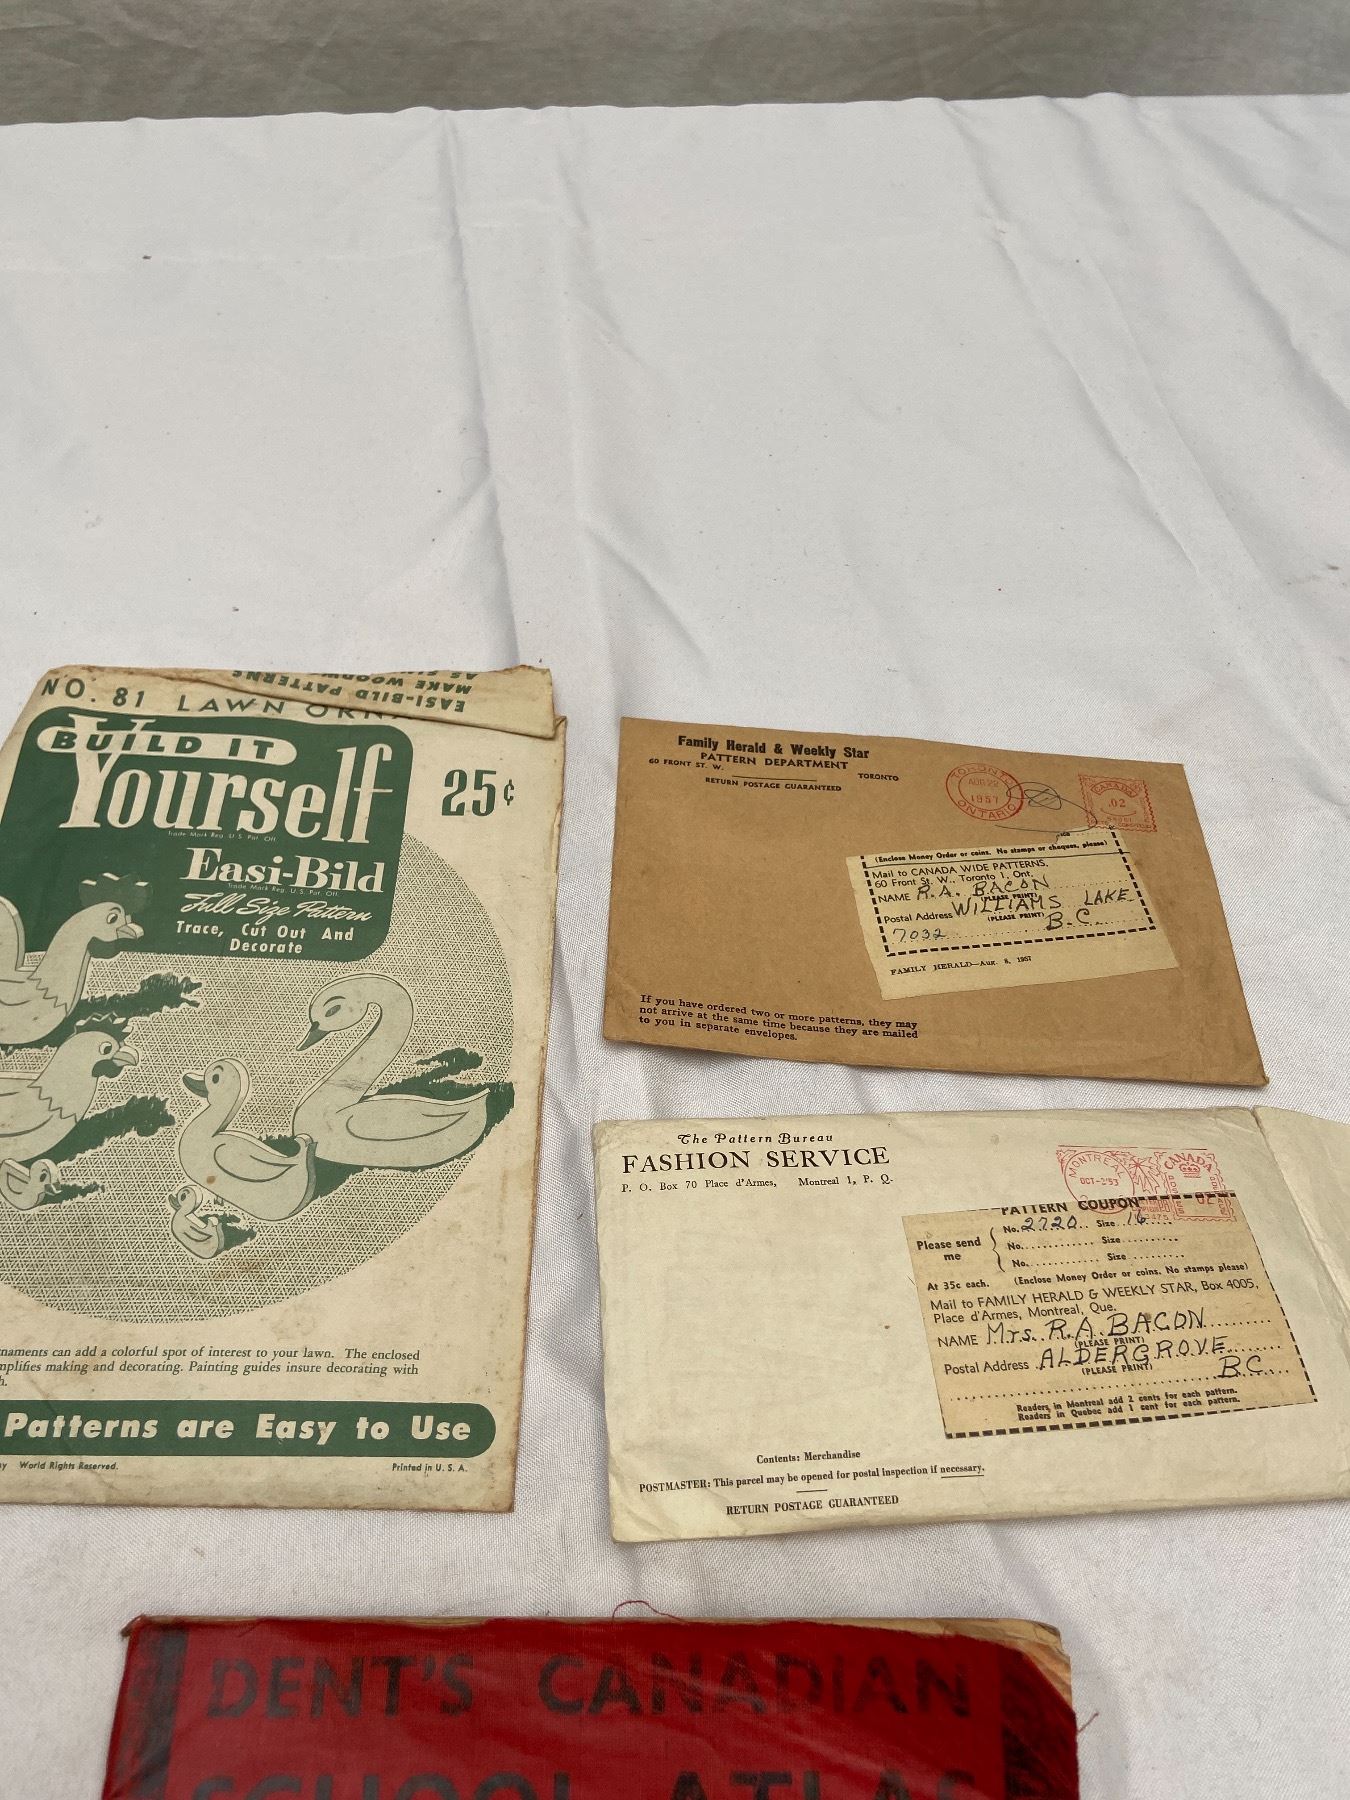 EASI-BILD PATTERNS
MAKE
NO. 81 LAWN
BUILD IT
Yourself
Trade Mark Reg. U. S. Pat. Off.
25¢
Easi-Bild
Trade Mark Reg. U. S. Pat. Off.
Full Size Pattern
Trace, Cut Out And
Decorate
can add a colorful spot of interest to your lawn. The enclosed
making and decorating. Painting guides insure decorating with
Patterns are Easy to Use
World Rights Reserved.
Printed in U. S. A.
Family Herald & Weekly Star
PATTERN DEPARTMENT
60 FRONT ST. W. TORONTO
RETURN POSTAGE GUARANTEED
TORONTO
AUG 22
1957
ONTARIO
CANADA
.02
(Enclose Money Order or coins. No stamps or cheques, please)
Mail to CANADA WIDE PATTERNS,
60 Front St. W., Toronto 1, Ont.
NAME R. A. BACON
(PLEASE PRINT)
Postal Address WILLIAMS LAKE
(PLEASE PRINT)
7032 B.C.
FAMILY HERALD—Aug. 8, 1957
If you have ordered two or more patterns, they may
not arrive at the same time because they are mailed
to you in separate envelopes.
The Pattern Bureau
FASHION SERVICE
P. O. Box 70 Place d'Armes, Montreal 1, P. Q.
MONTREAL
OCT-2'53
CANADA
PATTERN COUPON
Please send me
No. 2720 Size 16
No. Size
No. Size
At 35c each. (Enclose Money Order or coins. No stamps please)
Mail to FAMILY HERALD & WEEKLY STAR, Box 4005,
Place d'Armes, Montreal, Que.
NAME Mrs. R. A. BACON
(PLEASE PRINT)
Postal Address ALDERGROVE
(PLEASE PRINT)
B.C.
Readers in Montreal add 2 cents for each pattern.
Readers in Quebec add 1 cent for each pattern.
Contents: Merchandise
POSTMASTER: This parcel may be opened for postal inspection if necessary.
RETURN POSTAGE GUARANTEED
DENT'S CANADIAN
SCHOOL ATLAS